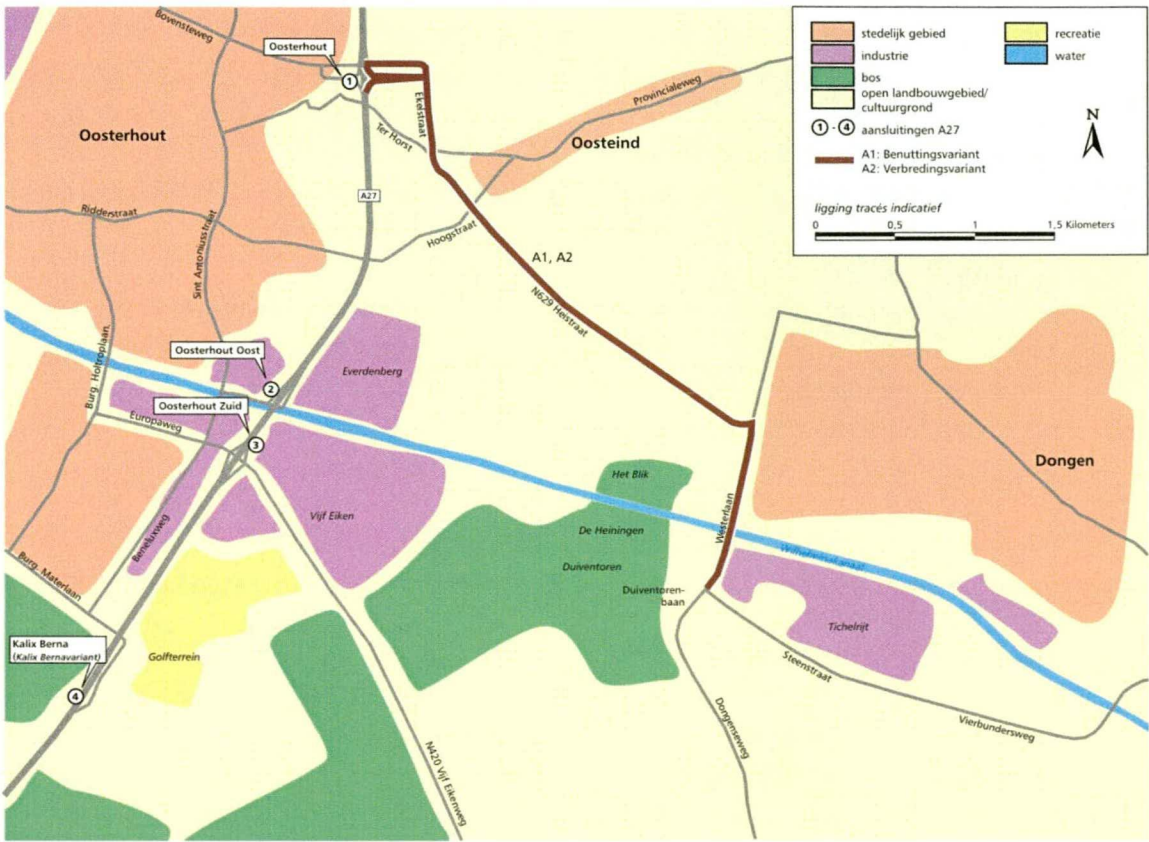 Bovensteweg
Oosterhout
1
Oosterhout
Ekelstraat
Ter Horst
Provincialeweg
Oosteind
A27
Ridderstraat
Sint Antoniusstraat
Hoogstraat
A1, A2
N629 Heistraat
Burg. Holtroplaan
Oosterhout Oost
2
Everdenberg
Oosterhout Zuid
3
Europaweg
Vijf Eiken
Beneluxweg
Burg. Materlaan
Kalix Berna
(Kalix Bernavariant)
4
Golfterrein
N420 Vijf Eikenweg
Het Blik
De Heiningen
Duiventoren
Duiventoren-
baan
Westerlaan
Wilhelminakanaal
Dongen
Tichelrijt
Steenstraat
Vierbundersweg
Dongenseweg
stedelijk gebied
industrie
bos
open landbouwgebied/
cultuurgrond
recreatie
water
1 - 4 aansluitingen A27
A1: Benuttingsvariant
A2: Verbredingsvariant
N
ligging tracés indicatief
0 0,5 1 1,5 Kilometers